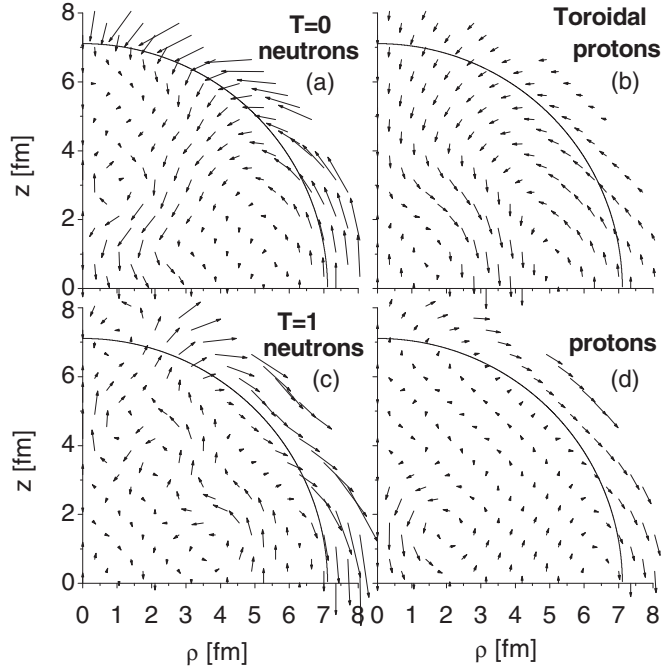 8
T=0
Toroidal
7
neutrons
protons
6
(a)
(b)
z [fm]
4
2
0
8
T=1
7
neutrons
protons
6
(c)
(d)
z [fm]
4
2
0
0 1 2 3 4 5 6 7 8 0 1 2 3 4 5 6 7 8
ρ [fm] ρ [fm]